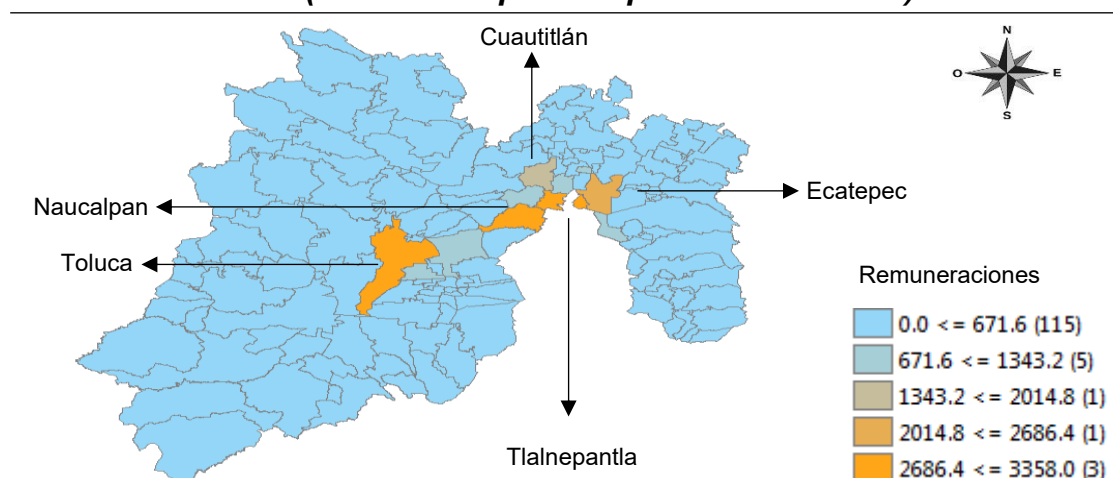 Cuautitlán
N
O
E
S
Naucalpan
Ecatepec
Toluca
Remuneraciones
0.0 <= 671.6 (115)
671.6 <= 1343.2 (5)
1343.2 <= 2014.8 (1)
2014.8 <= 2686.4 (1)
2686.4 <= 3358.0 (3)
Tlalnepantla